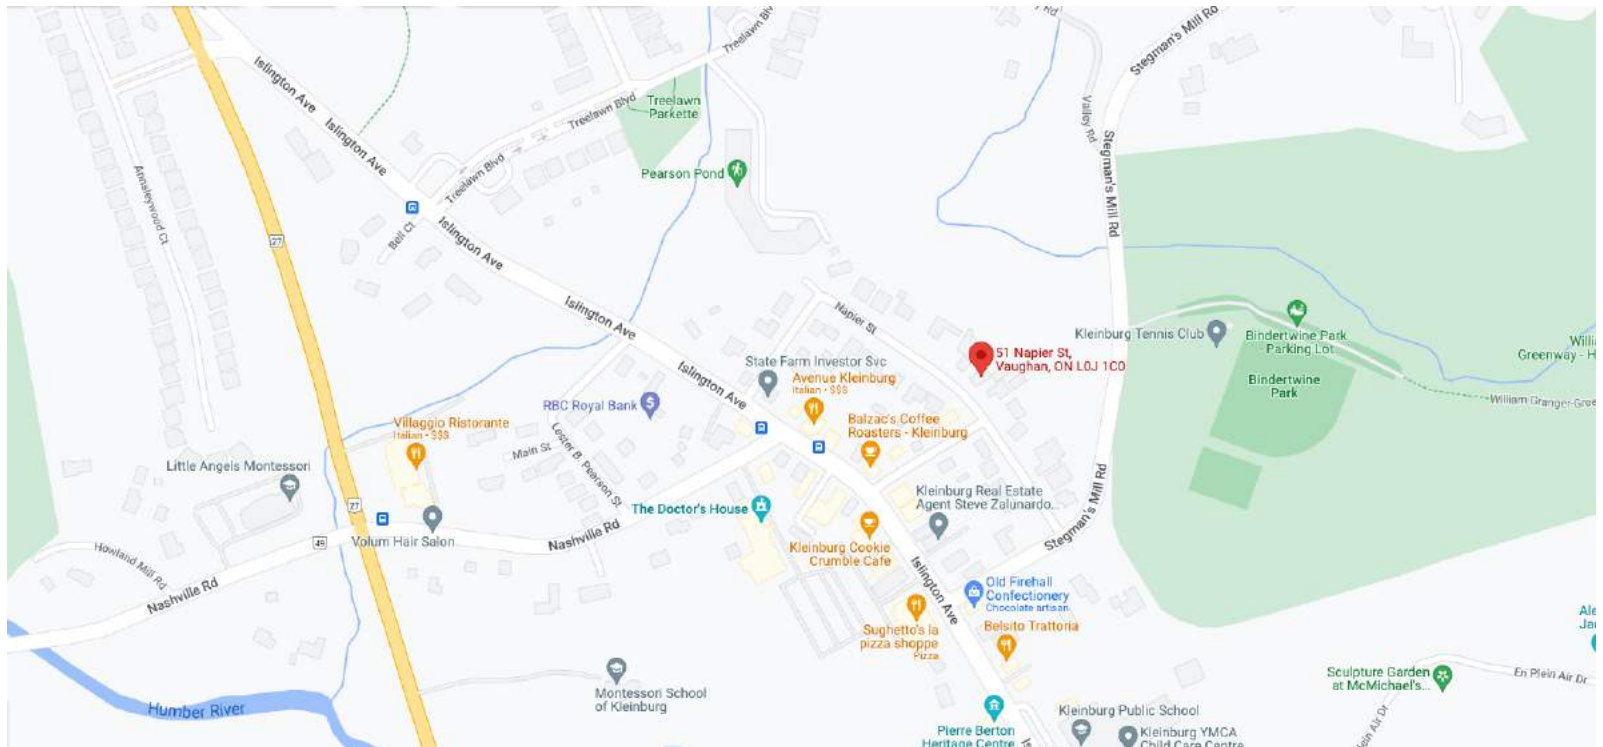 Islington Ave
Islington Ave
Treelawn Blvd
Treelawn Blvd
Treelawn Blvd
Treelawn
Parkette
Pearson Pond
Valley Rd
Stegman's Mill Rd
Stegman's Mill Rd
Annsleywood Ct
27
Bell Ct
Islington Ave
Islington Ave
Napier St
Kleinburg Tennis Club
Bindertwine Park
- Parking Lot
Bindertwine
Park
Greenway - H
51 Napier St,
Vaughan, ON L0J 1C0
State Farm Investor Svc
Islington Ave
Avenue Kleinburg
Italian • $$$
RBC Royal Bank
William Granger Gree
Balzac's Coffee
Roasters - Kleinburg
Villaggio Ristorante
Italian • $$$
Main St
Lester B. Pearson St
Little Angels Montessori
27
Stegman's Mill Rd
Kleinburg Real Estate
Agent Steve Zalunardo...
The Doctor's House
49
Volum Hair Salon
Nashville Rd
Kleinburg Cookie
Crumble Cafe
Howland Mill Rd
Nashville Rd
Islington Ave
Old Firehall
Confectionery
Chocolate artisan
Sughetto's la
pizza shoppe
Pizza
Belsito Trattoria
Montessori School
of Kleinburg
Sculpture Garden
at McMichael's...
En Plein Air Dr
Humber River
Pierre Berton
Heritage Centre
Kleinburg Public School
Kleinburg YMCA
Child Care Centre